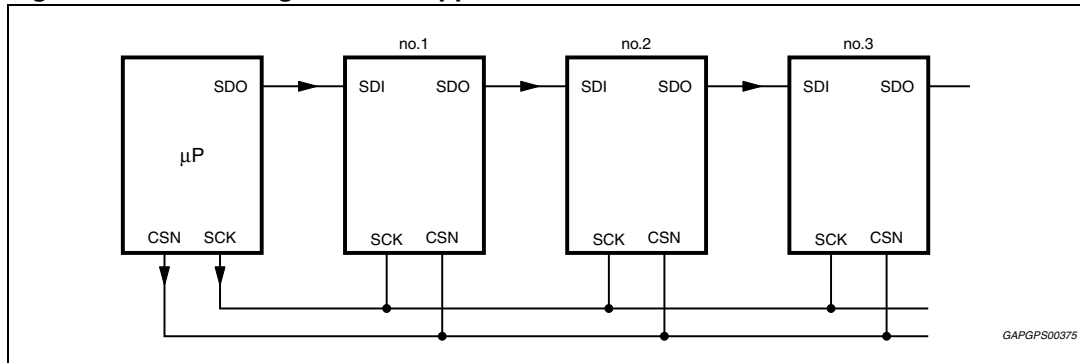 no.1 no.2 no.3
SDO SDI SDO SDI SDO SDI SDO
μP
CSN SCK SCK CSN SCK CSN SCK CSN
GAPGPS00375